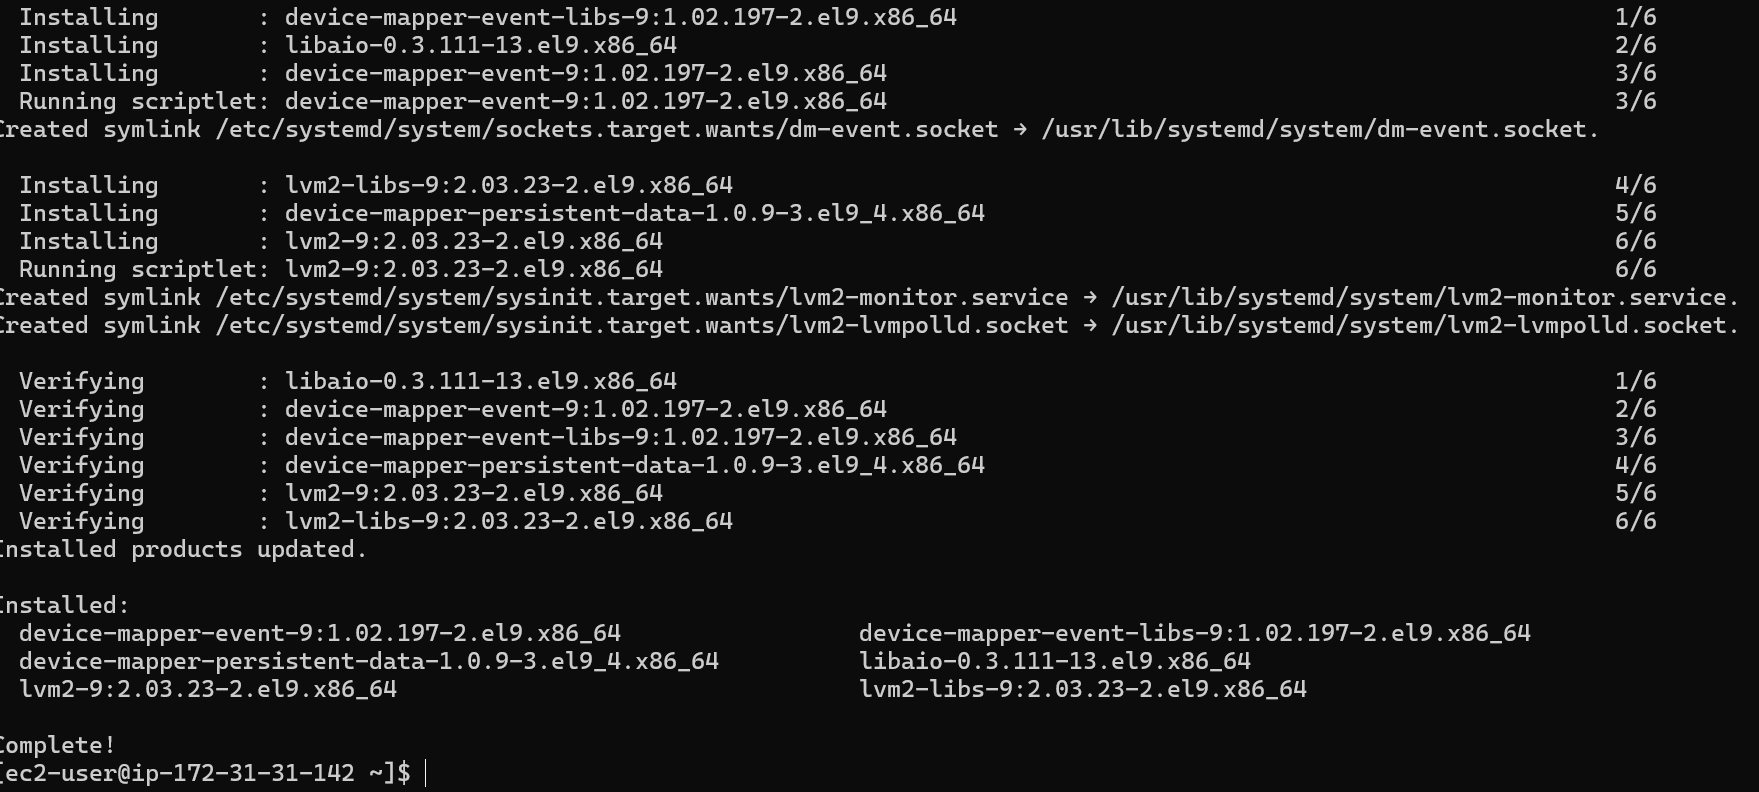 Installing : device-mapper-event-libs-9:1.02.197-2.el9.x86_64 1/6
Installing : libaio-0.3.111-13.el9.x86_64 2/6
Installing : device-mapper-event-9:1.02.197-2.el9.x86_64 3/6
Running scriptlet: device-mapper-event-9:1.02.197-2.el9.x86_64 3/6
Created symlink /etc/systemd/system/sockets.target.wants/dm-event.socket → /usr/lib/systemd/system/dm-event.socket.
Installing : lvm2-libs-9:2.03.23-2.el9.x86_64 4/6
Installing : device-mapper-persistent-data-1.0.9-3.el9_4.x86_64 5/6
Installing : lvm2-9:2.03.23-2.el9.x86_64 6/6
Running scriptlet: lvm2-9:2.03.23-2.el9.x86_64 6/6
Created symlink /etc/systemd/system/sysinit.target.wants/lvm2-monitor.service → /usr/lib/systemd/system/lvm2-monitor.service.
Created symlink /etc/systemd/system/sysinit.target.wants/lvm2-lvmpolld.socket → /usr/lib/systemd/system/lvm2-lvmpolld.socket.
Verifying : libaio-0.3.111-13.el9.x86_64 1/6
Verifying : device-mapper-event-9:1.02.197-2.el9.x86_64 2/6
Verifying : device-mapper-event-libs-9:1.02.197-2.el9.x86_64 3/6
Verifying : device-mapper-persistent-data-1.0.9-3.el9_4.x86_64 4/6
Verifying : lvm2-9:2.03.23-2.el9.x86_64 5/6
Verifying : lvm2-libs-9:2.03.23-2.el9.x86_64 6/6
Installed products updated.
Installed:
device-mapper-event-9:1.02.197-2.el9.x86_64 device-mapper-event-libs-9:1.02.197-2.el9.x86_64
device-mapper-persistent-data-1.0.9-3.el9_4.x86_64 libaio-0.3.111-13.el9.x86_64
lvm2-9:2.03.23-2.el9.x86_64 lvm2-libs-9:2.03.23-2.el9.x86_64
Complete!
[ec2-user@ip-172-31-31-142 ~]$